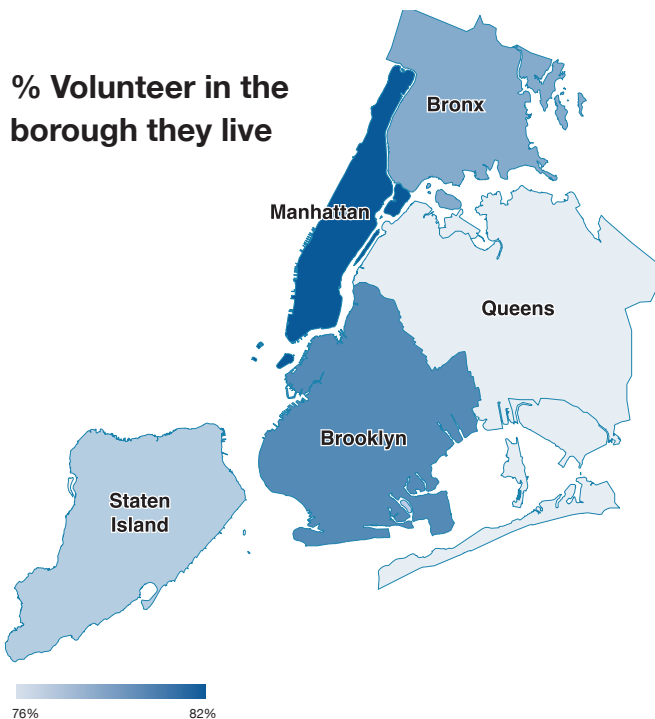 % Volunteer in the
borough they live
Bronx
Manhattan
Queens
Brooklyn
Staten
Island
76%
82%